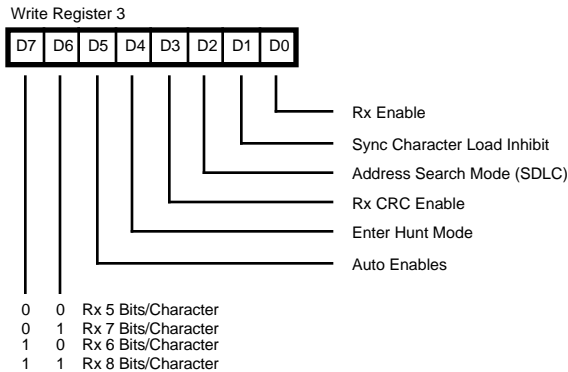 Write Register 3
D7 D6 D5 D4 D3 D2 D1 D0
Rx Enable
Sync Character Load Inhibit
Address Search Mode (SDLC)
Rx CRC Enable
Enter Hunt Mode
Auto Enables
0 0 Rx 5 Bits/Character
0 1 Rx 7 Bits/Character
1 0 Rx 6 Bits/Character
1 1 Rx 8 Bits/Character